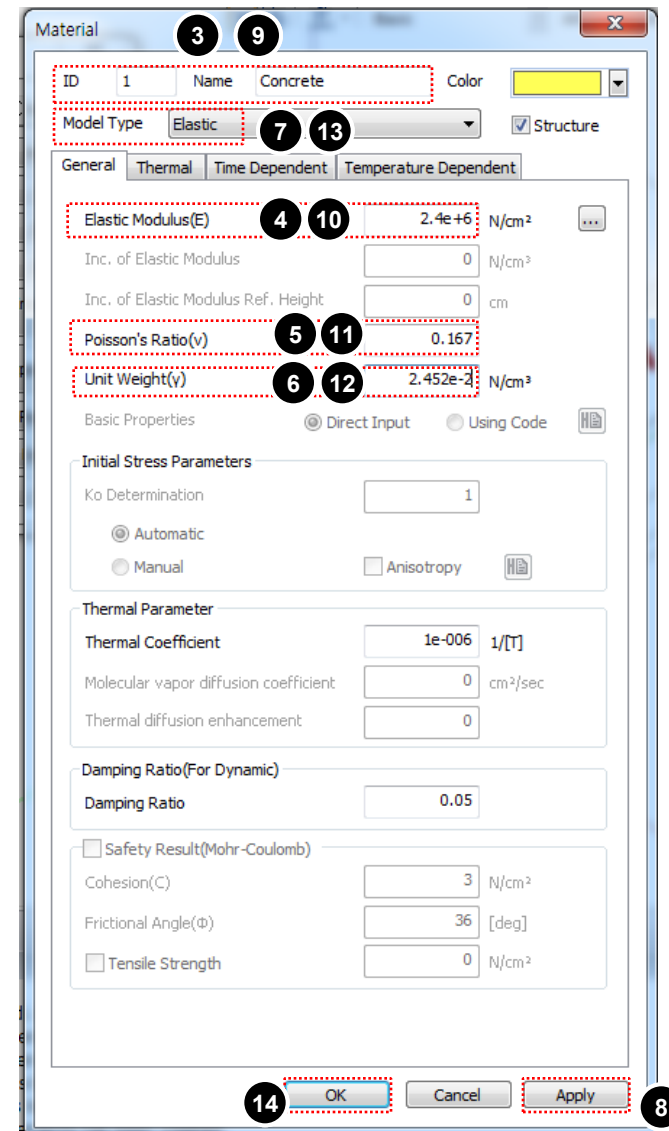 Material
3 9
ID 1 Name Concrete Color
Model Type Elastic 7 13 Structure
General Thermal Time Dependent Temperature Dependent
Elastic Modulus(E) 4 10 2.4e+6 N/cm² ...
Inc. of Elastic Modulus 0 N/cm³
Inc. of Elastic Modulus Ref. Height 0 cm
Poisson's Ratio(ν) 5 11 0.167
Unit Weight(γ) 6 12 2.452e-2 N/cm³
Basic Properties Direct Input Using Code
Initial Stress Parameters
Ko Determination 1
Automatic
Manual Anisotropy
Thermal Parameter
Thermal Coefficient 1e-006 1/[T]
Molecular vapor diffusion coefficient 0 cm²/sec
Thermal diffusion enhancement 0
Damping Ratio(For Dynamic)
Damping Ratio 0.05
Safety Result(Mohr-Coulomb)
Cohesion(C) 3 N/cm²
Frictional Angle(Φ) 36 [deg]
Tensile Strength 0 N/cm²
14 OK Cancel Apply 8